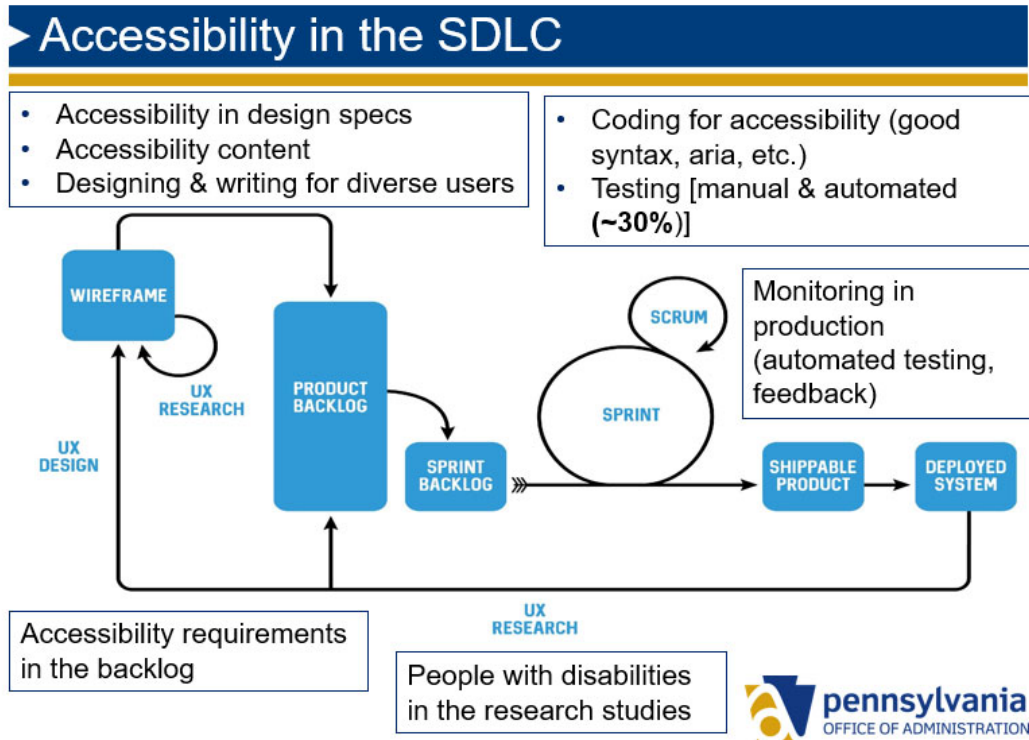 Accessibility in the SDLC
• Accessibility in design specs
• Accessibility content
• Designing & writing for diverse users
• Coding for accessibility (good
syntax, aria, etc.)
• Testing [manual & automated
(~30%)]
WIREFRAME
UX
RESEARCH
UX
DESIGN
PRODUCT
BACKLOG
SPRINT
BACKLOG
SCRUM
SPRINT
Monitoring in
production
(automated testing,
feedback)
SHIPPABLE
PRODUCT
DEPLOYED
SYSTEM
UX
RESEARCH
Accessibility requirements
in the backlog
People with disabilities
in the research studies
pennsylvania
OFFICE OF ADMINISTRATION